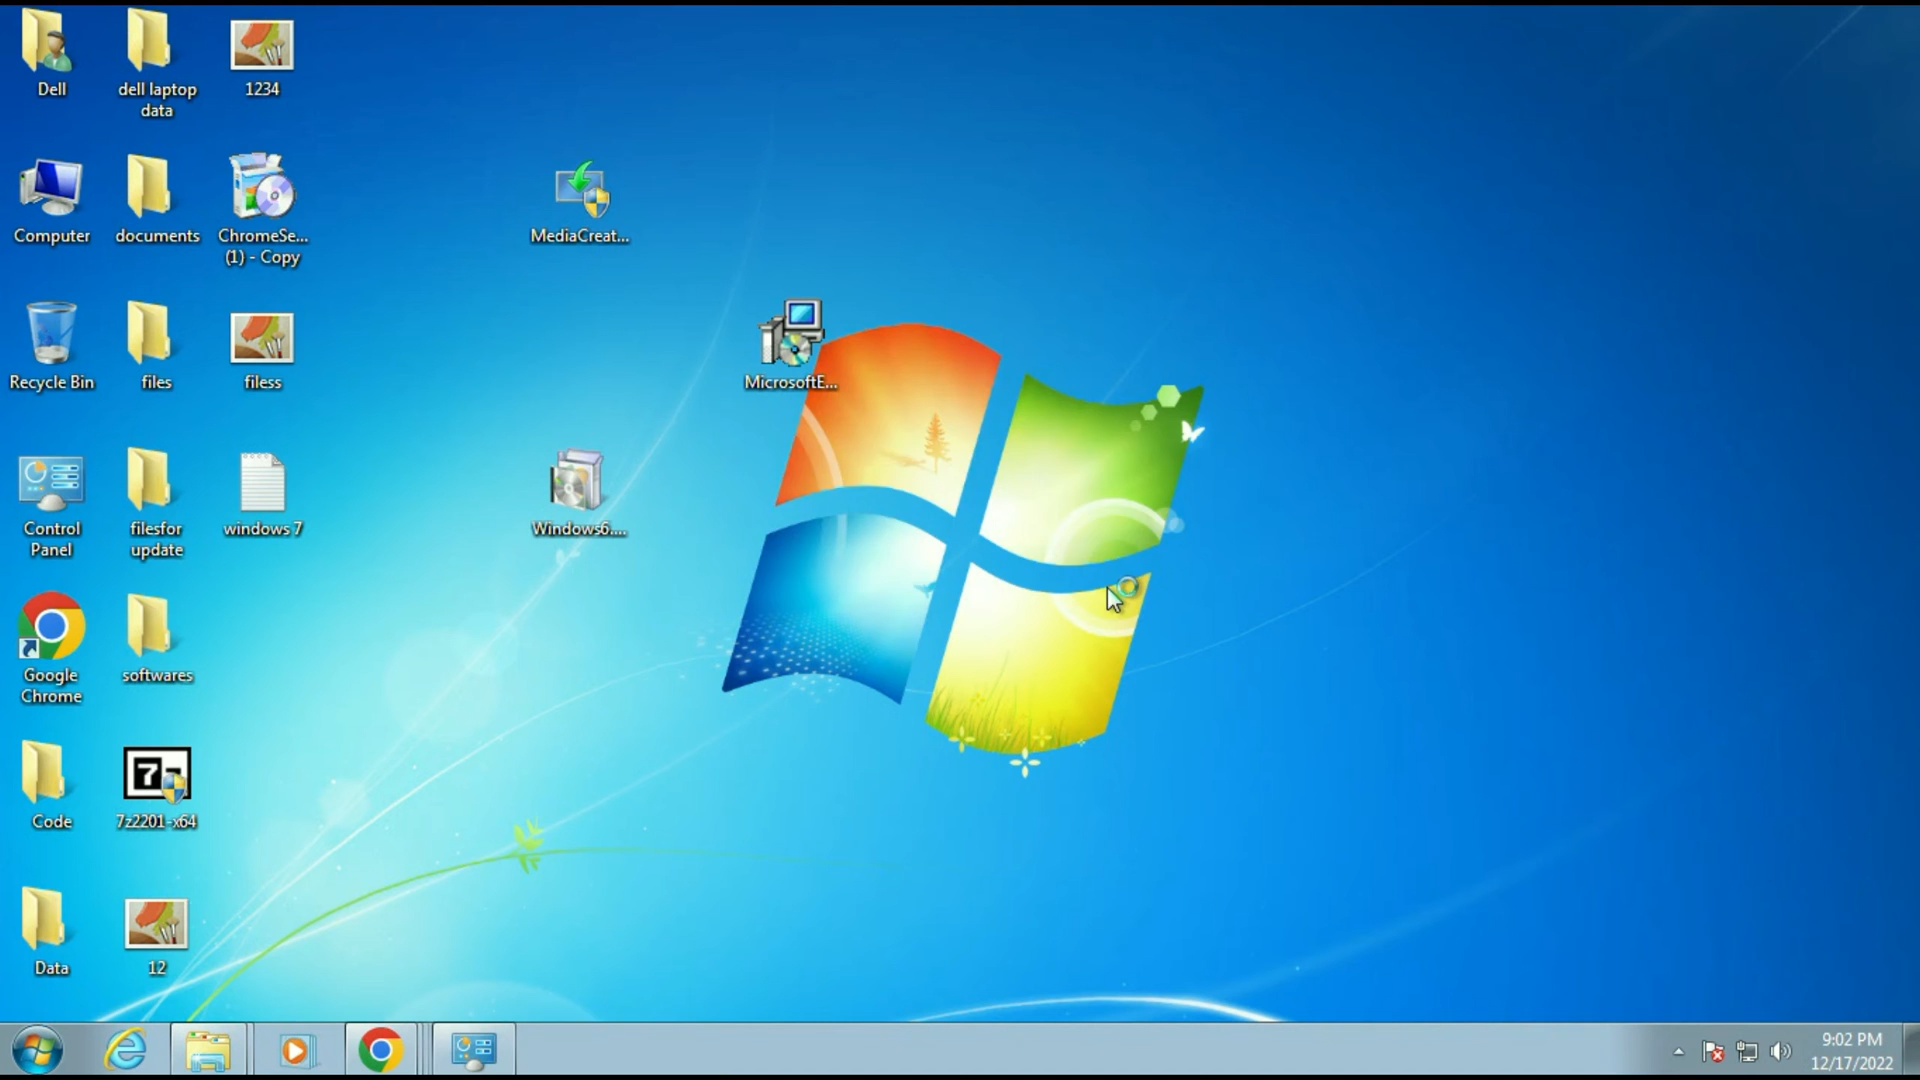 Dell
dell laptop
data
1234
Computer
documents
ChromeSe...
(1) - Copy
MediaCreat...
Recycle Bin
files
filess
MicrosoftE...
Control
Panel
filesfor
update
windows 7
Windows6....
Google
Chrome
softwares
Code
7
7z2201-x64
Data
12
9:02 PM
12/17/2022